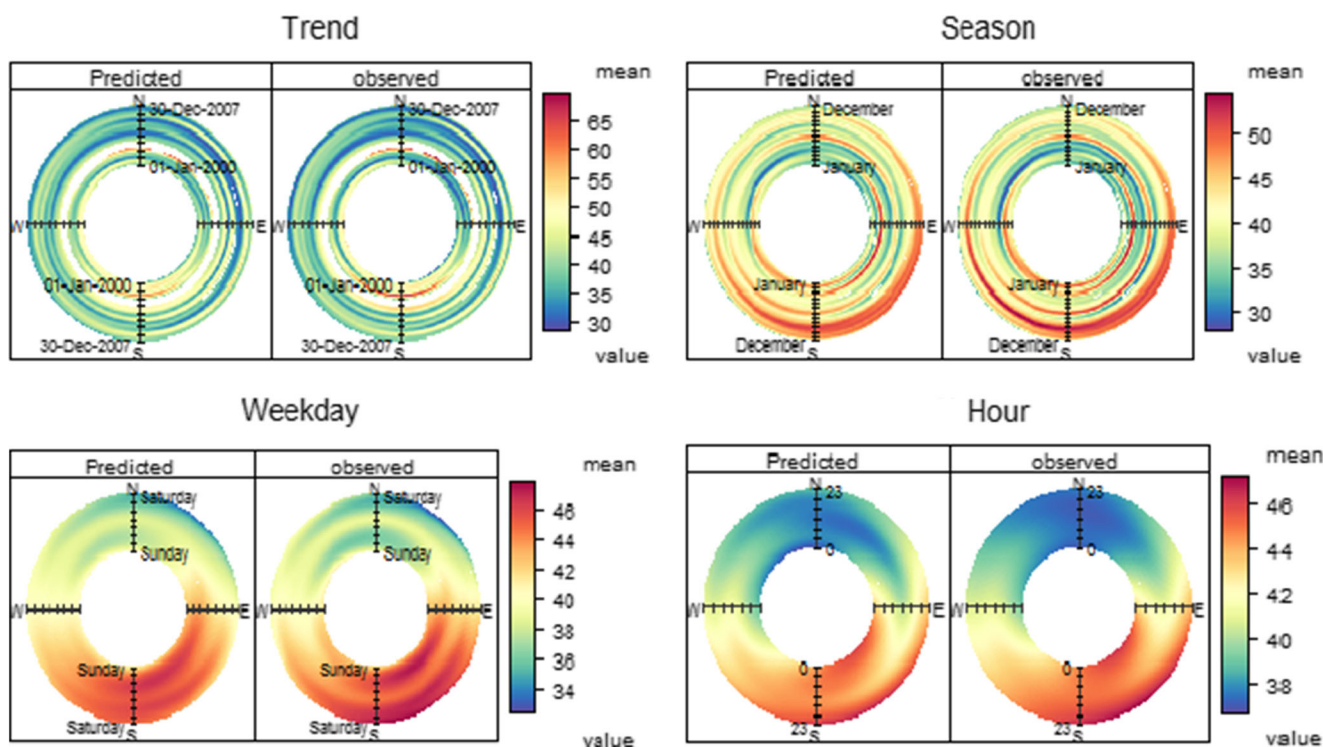 Trend
Predicted
observed
mean
N
30-Dec-2007
01-Jan-2000
W
E
01-Jan-2000
30-Dec-2007
S
N
30-Dec-2007
01-Jan-2000
W
E
01-Jan-2000
30-Dec-2007
S
65
60
55
50
45
40
35
30
value
Season
Predicted
observed
mean
N
December
January
W
E
January
December
S
N
December
January
W
E
January
December
S
50
45
40
35
30
value
Weekday
Predicted
observed
mean
N
Saturday
Sunday
W
E
Sunday
Saturday
S
N
Saturday
Sunday
W
E
Sunday
Saturday
S
46
44
42
40
38
36
34
value
Hour
Predicted
observed
mean
N
23
0
W
E
0
23
S
N
23
0
W
E
0
23
S
46
44
42
40
38
value